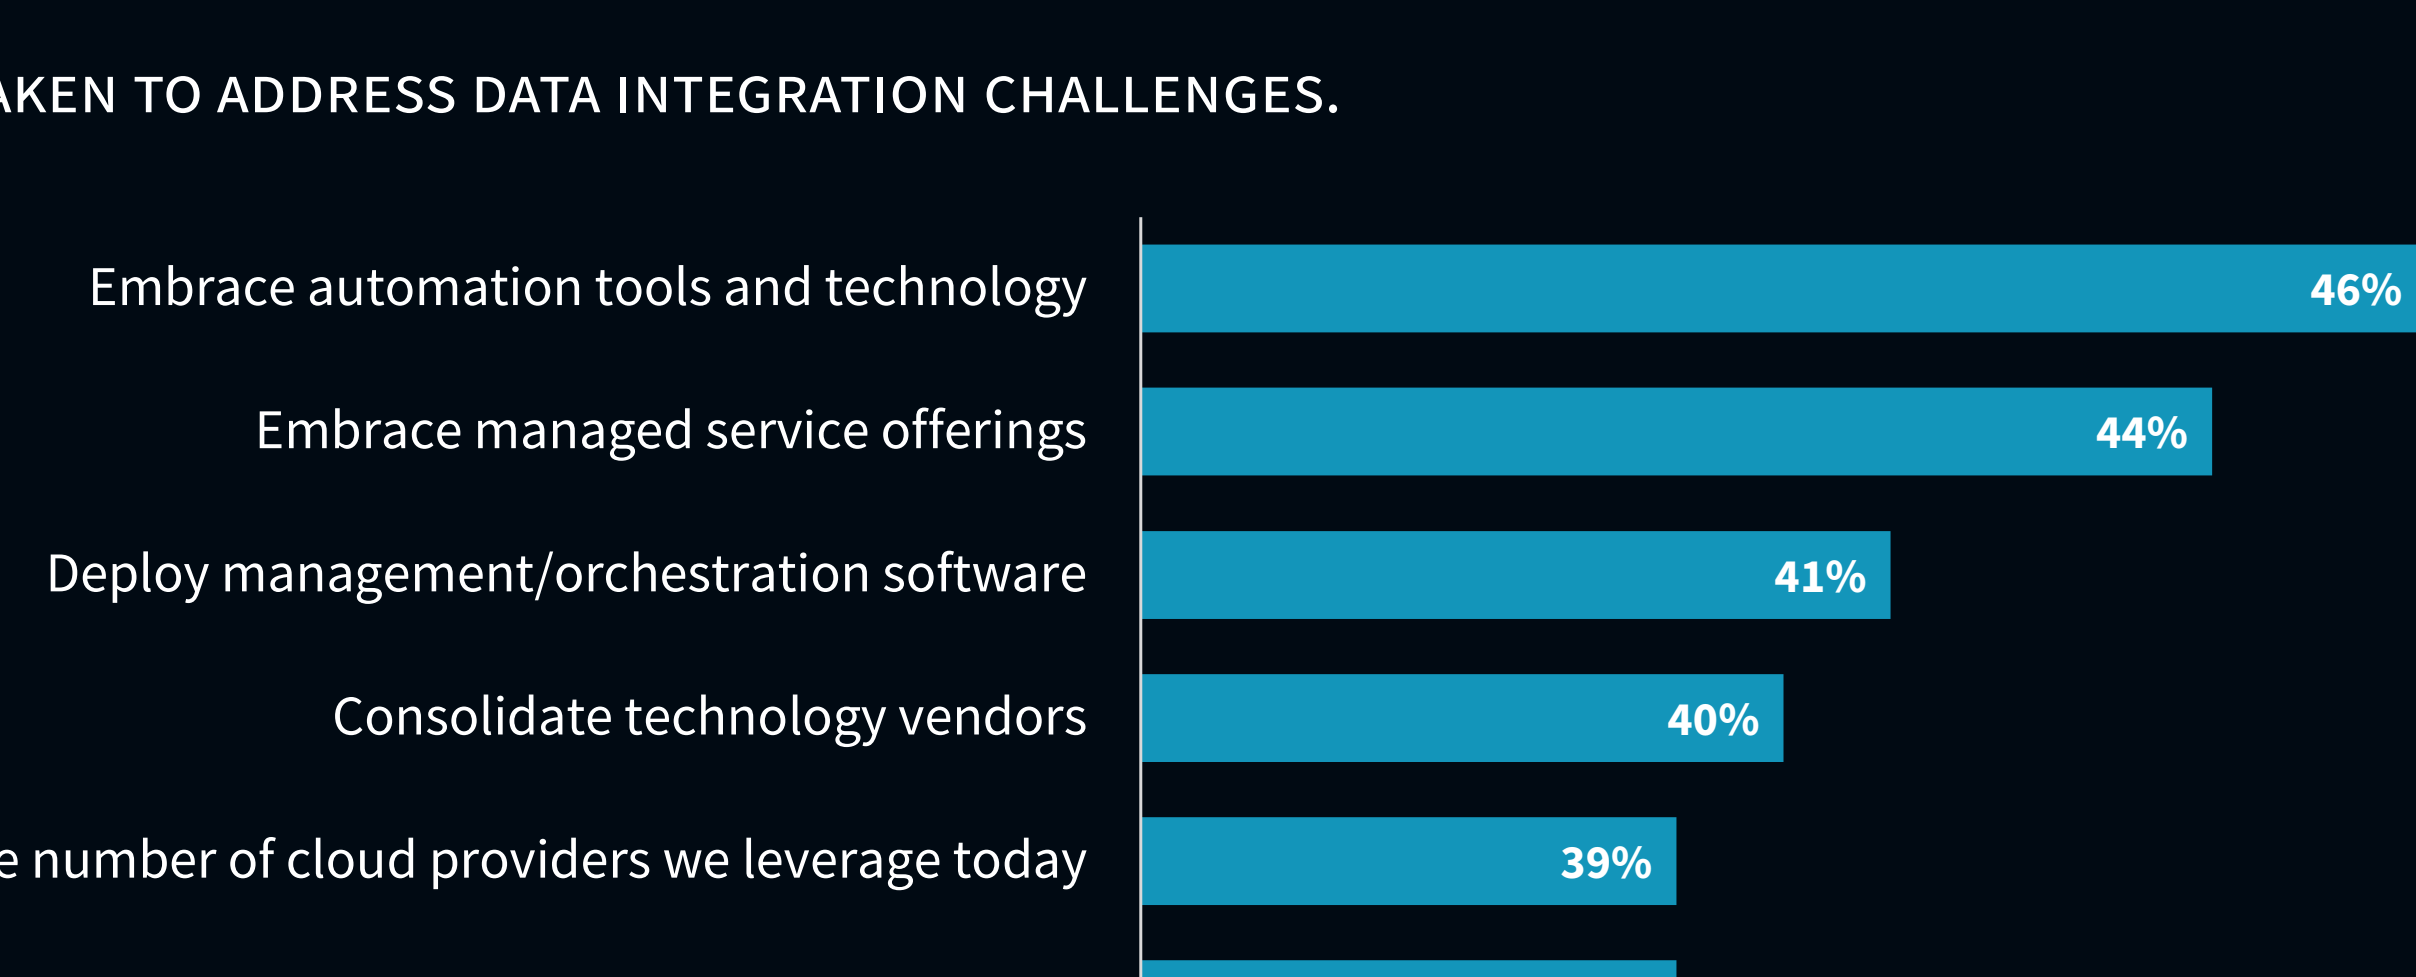 TO ADDRESS DATA INTEGRATION CHALLENGES.
Embrace automation tools and technology 46%
Embrace managed service offerings 44%
Deploy management/orchestration software 41%
Consolidate technology vendors 40%
number of cloud providers we leverage today 39%